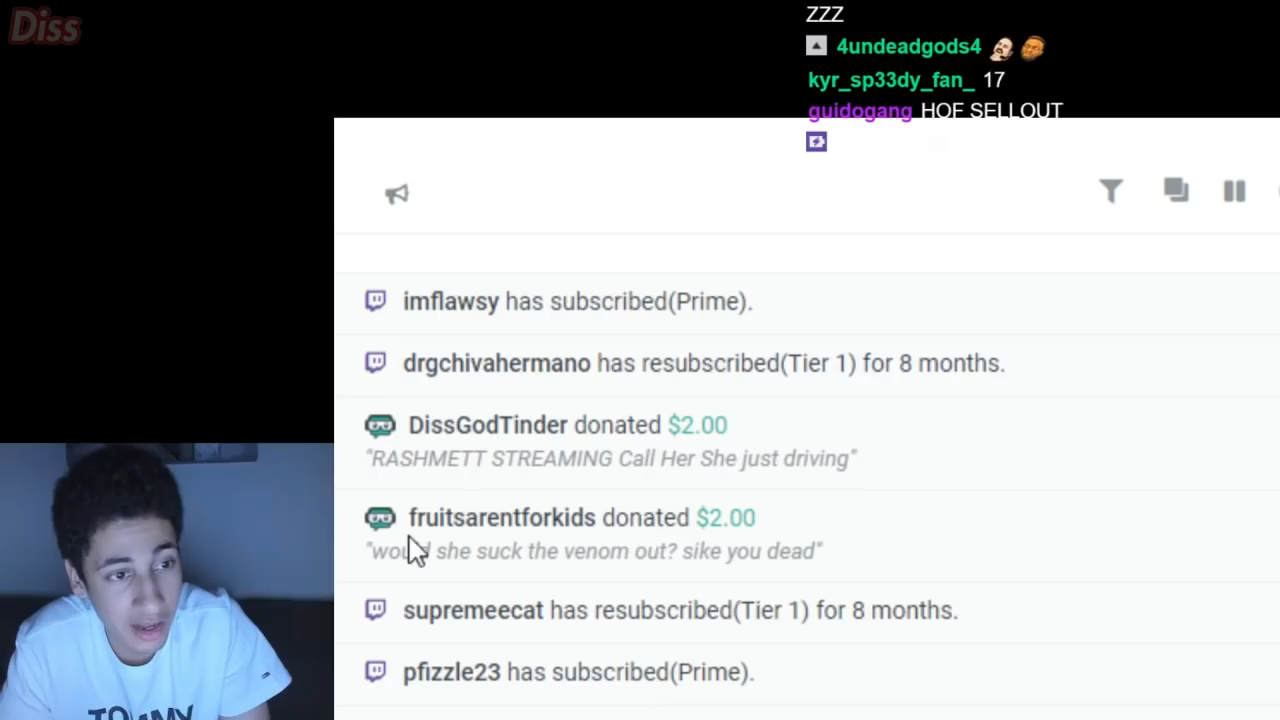 Diss
ZZZ
4undeadgods4
kyr_sp33dy_fan_ 17
guidogang HOF SELLOUT
imflawsy has subscribed(Prime).
drgchivahermano has resubscribed(Tier 1) for 8 months.
DissGodTinder donated $2.00
"RASHMETT STREAMING Call Her She just driving"
fruitsarentforkids donated $2.00
"would she suck the venom out? sike you dead"
supremeecat has resubscribed(Tier 1) for 8 months.
pfizzle23 has subscribed(Prime).
TOMMY